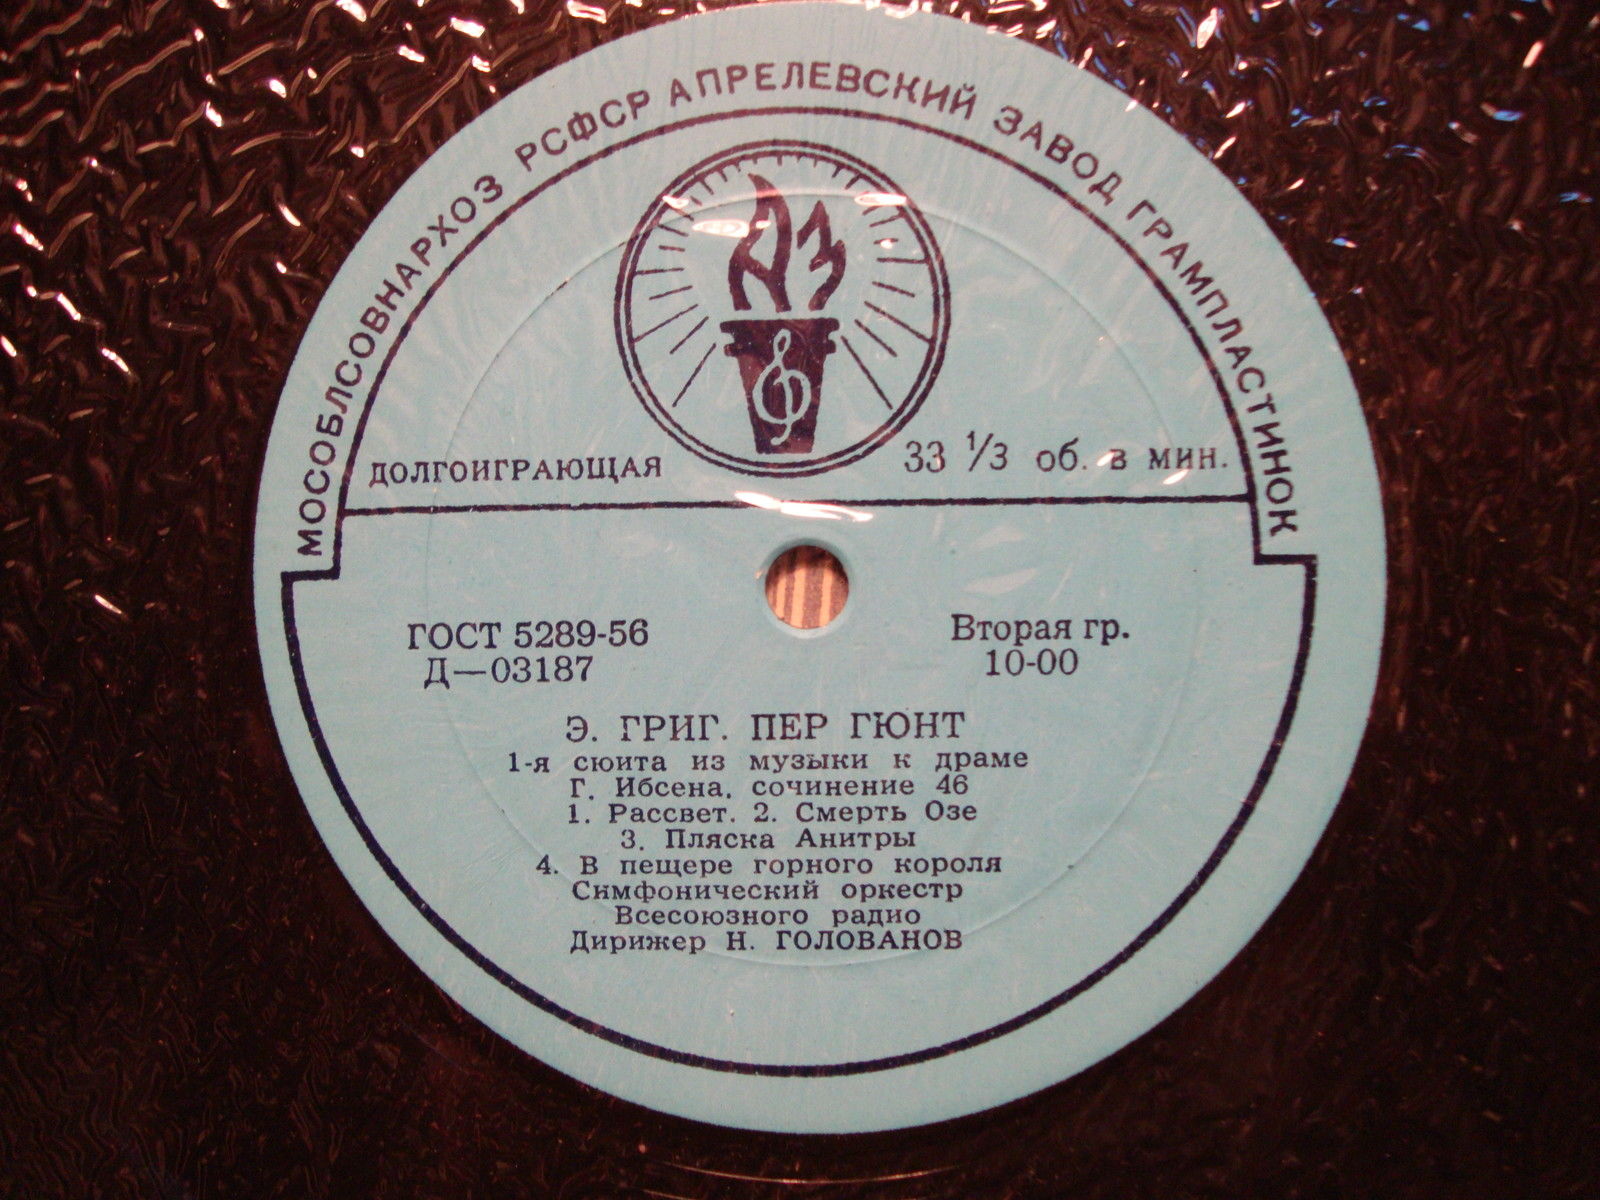 МОСОБЛСОВНАРХОЗ РСФСР АПРЕЛЕВСКИЙ ЗАВОД ГРАМПЛАСТИНОК
АЗ
ДОЛГОИГРАЮЩАЯ
33 1/3 об. в мин.
ГОСТ 5289-56
Д—03187
Вторая гр.
10-00
Э. ГРИГ. ПЕР ГЮНТ
1-я сюита из музыки к драме
Г. Ибсена, сочинение 46
1. Рассвет. 2. Смерть Озе
3. Пляска Анитры
4. В пещере горного короля
Симфонический оркестр
Всесоюзного радио
Дирижер Н. ГОЛОВАНОВ